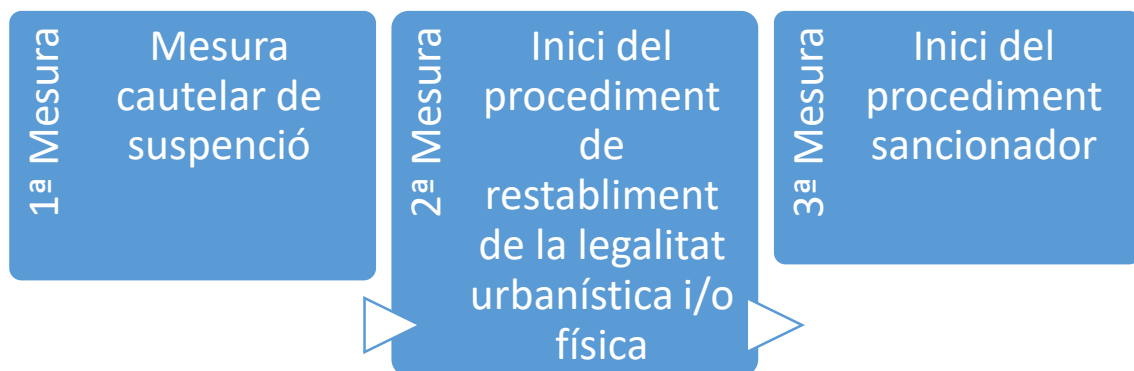 1ª Mesura
Mesura
cautelar de
suspenció
2ª Mesura
Inici del
procediment
de
restabliment
de la legalitat
urbanística i/o
física
3ª Mesura
Inici del
procediment
sancionador